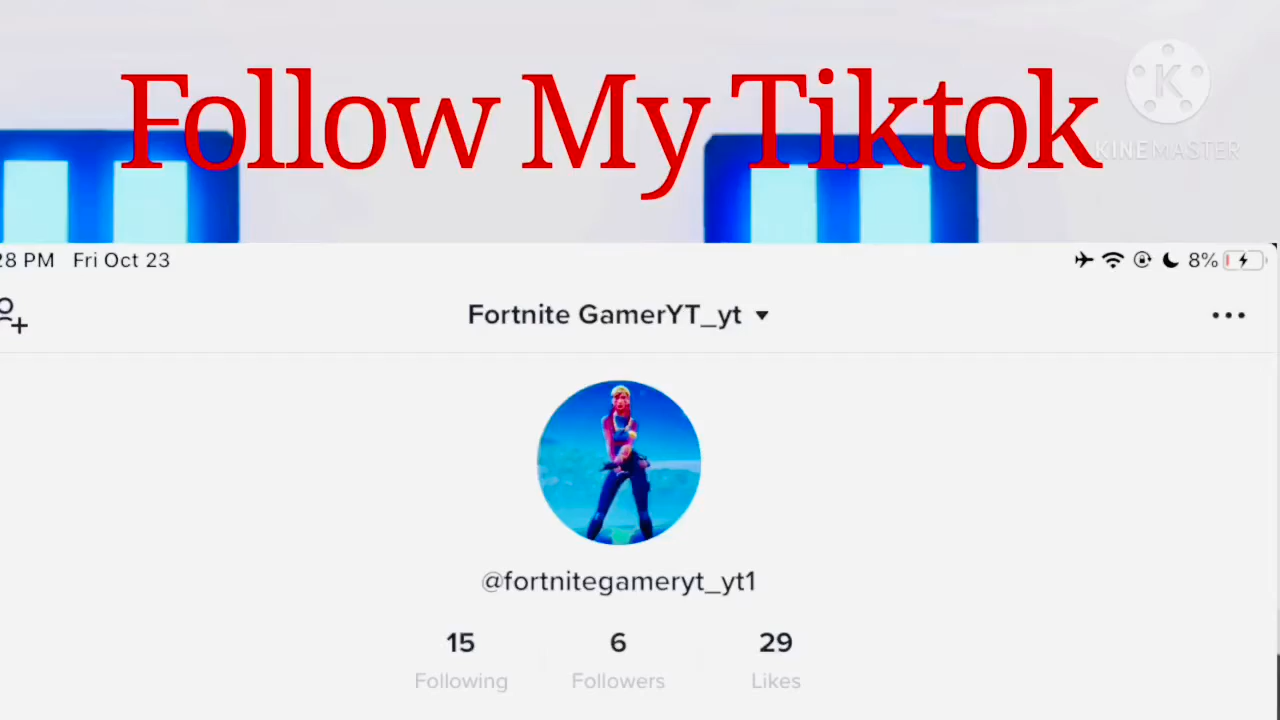 Follow My Tiktok
K
KINEMASTER
28 PM Fri Oct 23
8%
Fortnite GamerYT_yt
@fortnitegameryt_yt1
15 6 29
Following Followers Likes